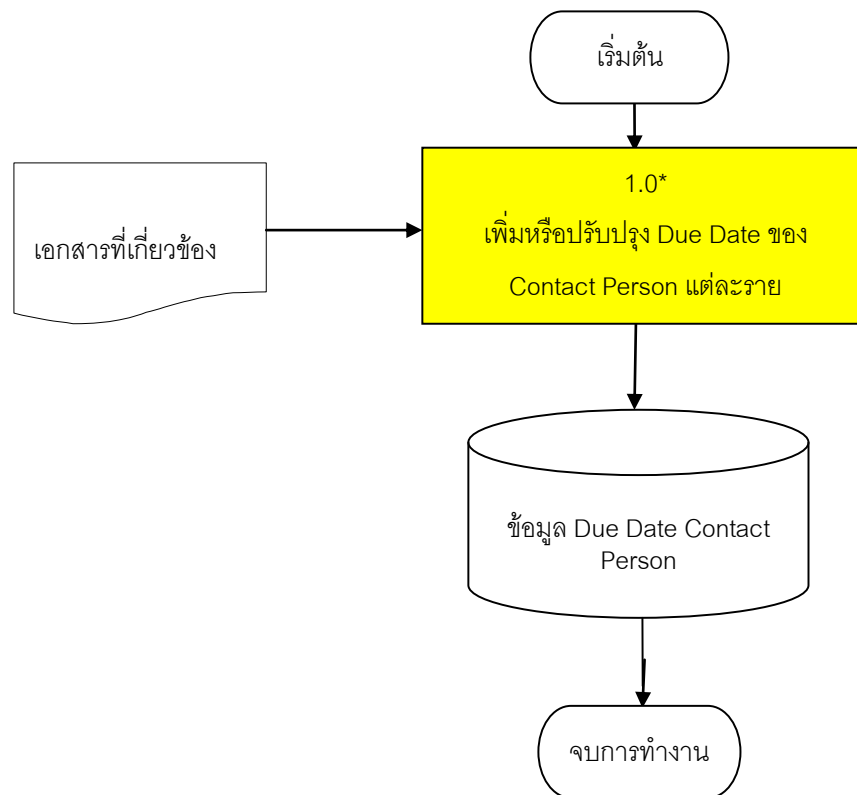 เริ่มต้น
1.0*
เพิ่มหรือปรับปรุง Due Date ของ
Contact Person แต่ละราย
เอกสารที่เกี่ยวข้อง
ข้อมูล Due Date Contact
Person
จบการทำงาน